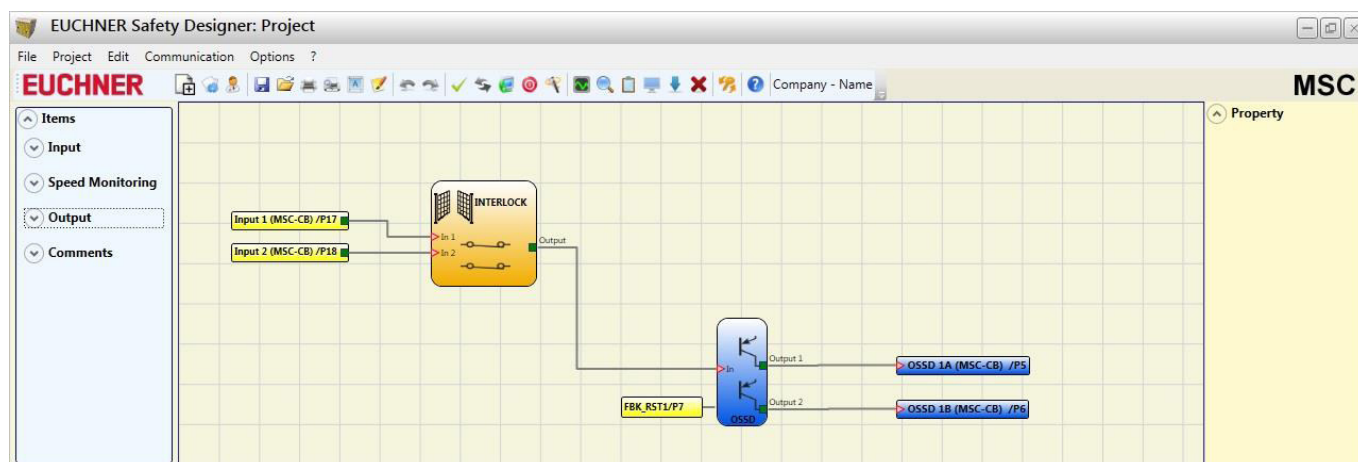 EUCHNER Safety Designer: Project
File Project Edit Communication Options ?
EUCHNER
Company - Name
MSC
Items
Input
Speed Monitoring
Output
Comments
Property
INTERLOCK
Input 1 (MSC-CB) /P17
In 1
Input 2 (MSC-CB) /P18
In 2
Output
Output 1
In
OSSD 1A (MSC-CB) /P5
FBK_RST1/P7
Output 2
OSSD 1B (MSC-CB) /P6
OSSD